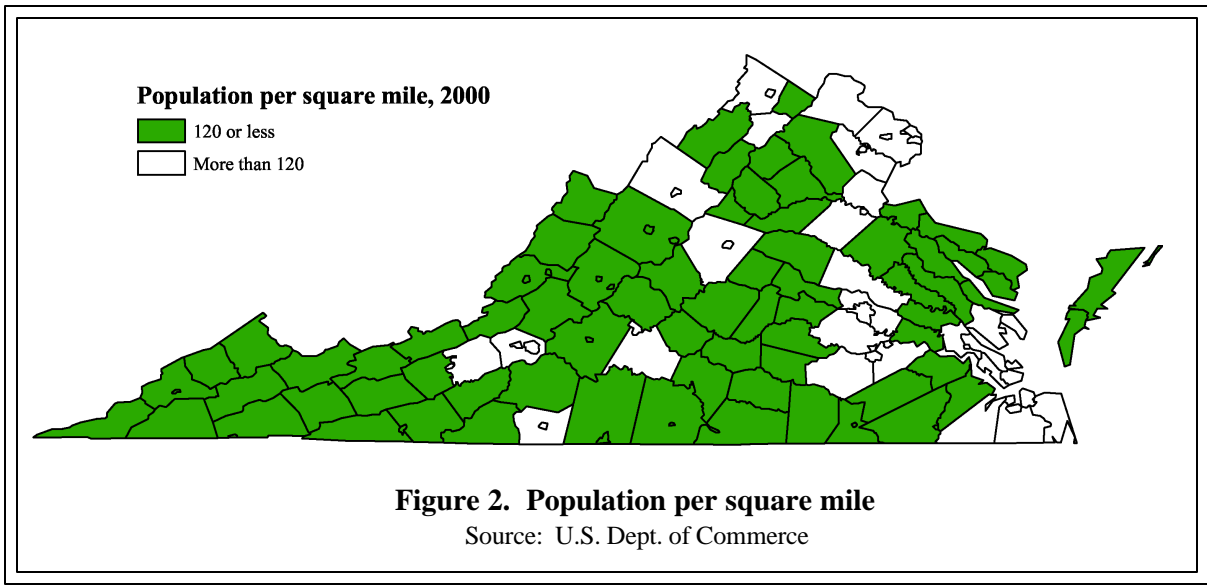 Population per square mile, 2000
120 or less
More than 120
Figure 2. Population per square mile
Source: U.S. Dept. of Commerce